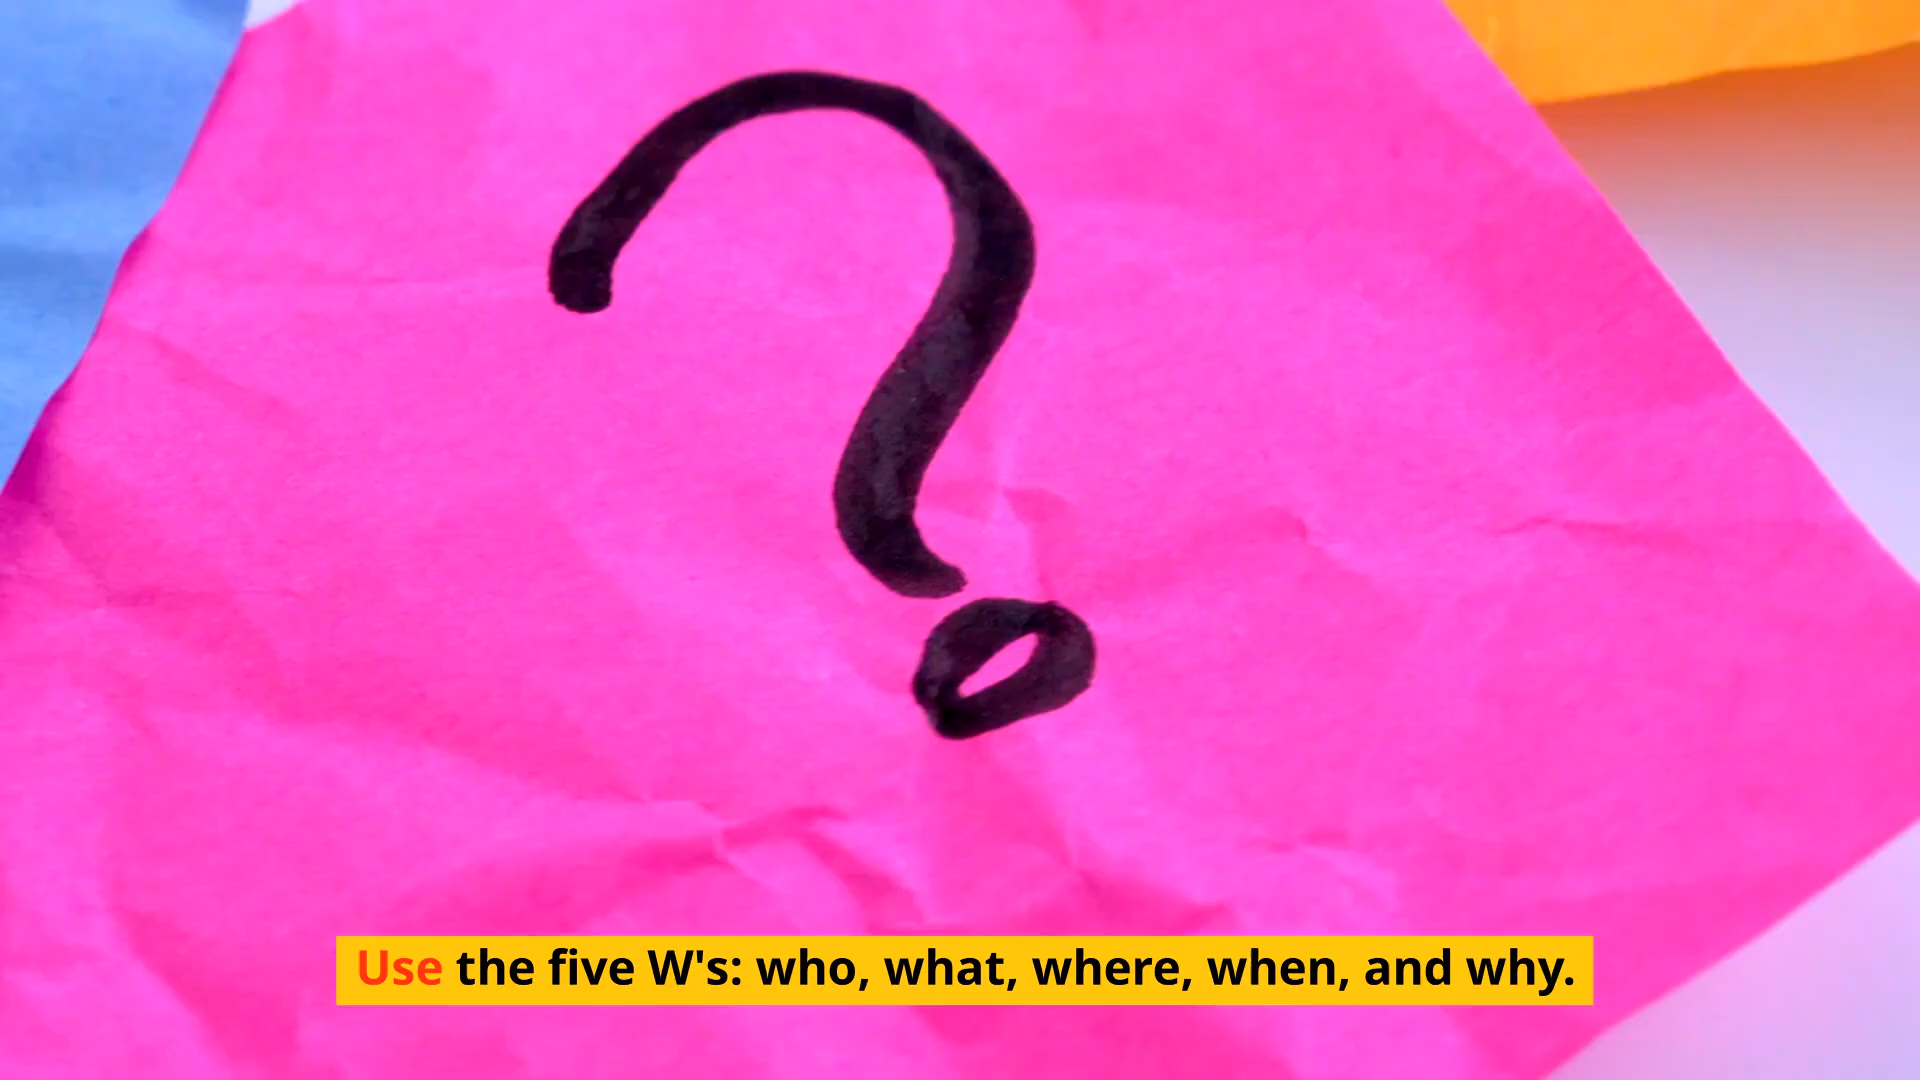 ?
Use the five W's: who, what, where, when, and why.